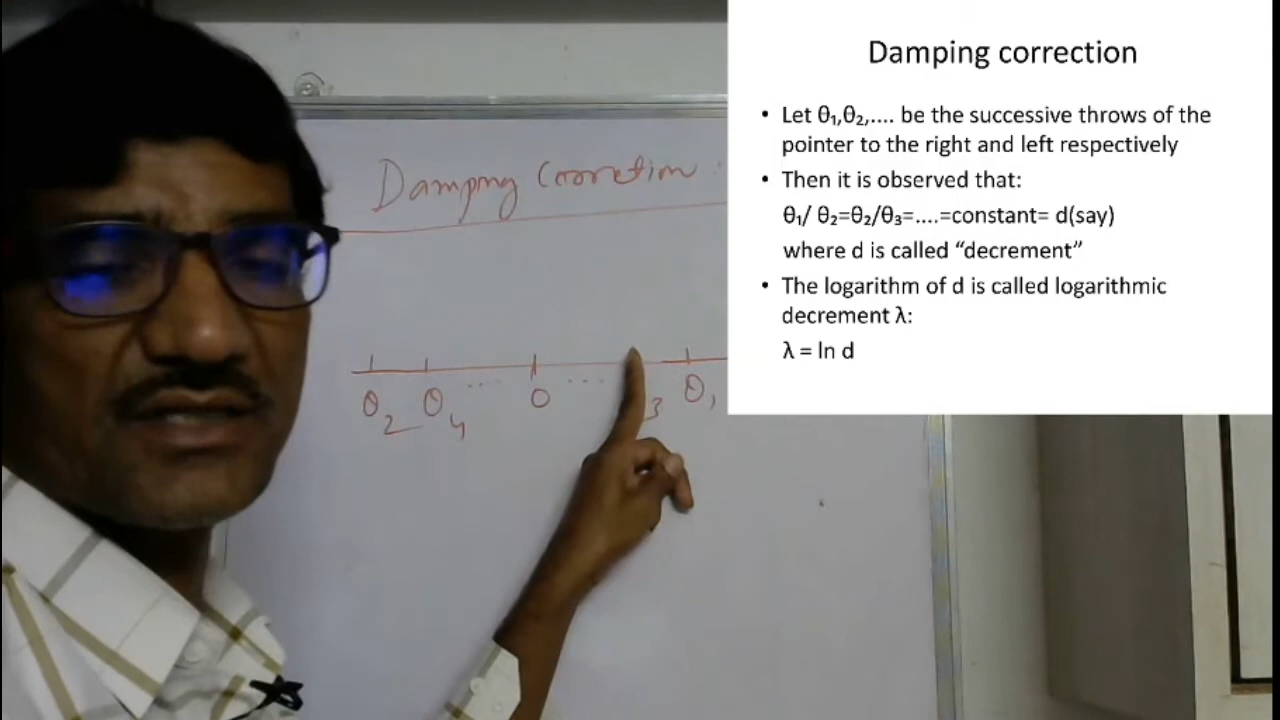 Damping Correction :
θ₂ θ₄ .... 0 .... 3 θ₁
Damping correction
• Let θ₁,θ₂,.... be the successive throws of the
pointer to the right and left respectively
• Then it is observed that:
θ₁/ θ₂=θ₂/θ₃=....=constant= d(say)
where d is called “decrement”
• The logarithm of d is called logarithmic
decrement λ:
λ = ln d